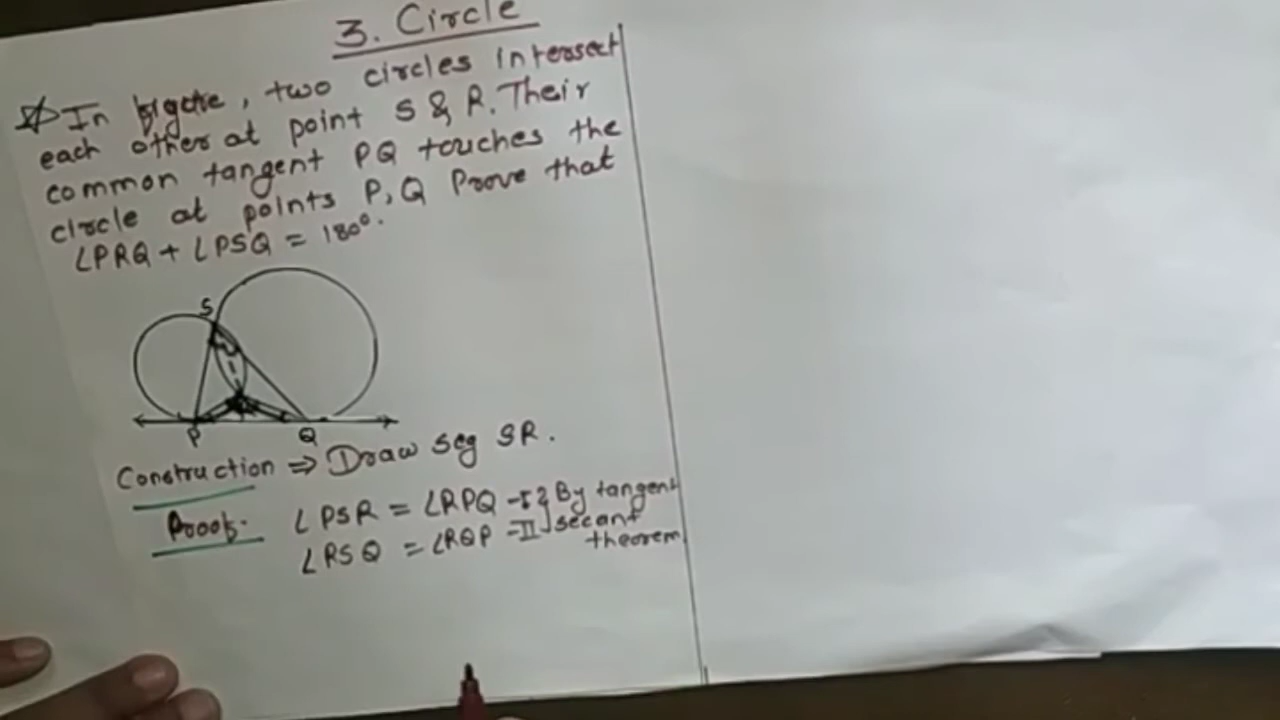 3. Circle
In figure, two circles intersect
each other at point S & R. Their
common tangent PQ touches the
circle at points P, Q Prove that
∠PRQ + ∠PSQ = 180°.
S
P
Q
Construction ⇒ Draw seg SR.
Proof:- ∠PSR = ∠RPQ -I } By tangent
∠RSQ = ∠RQP -II secant
theorem